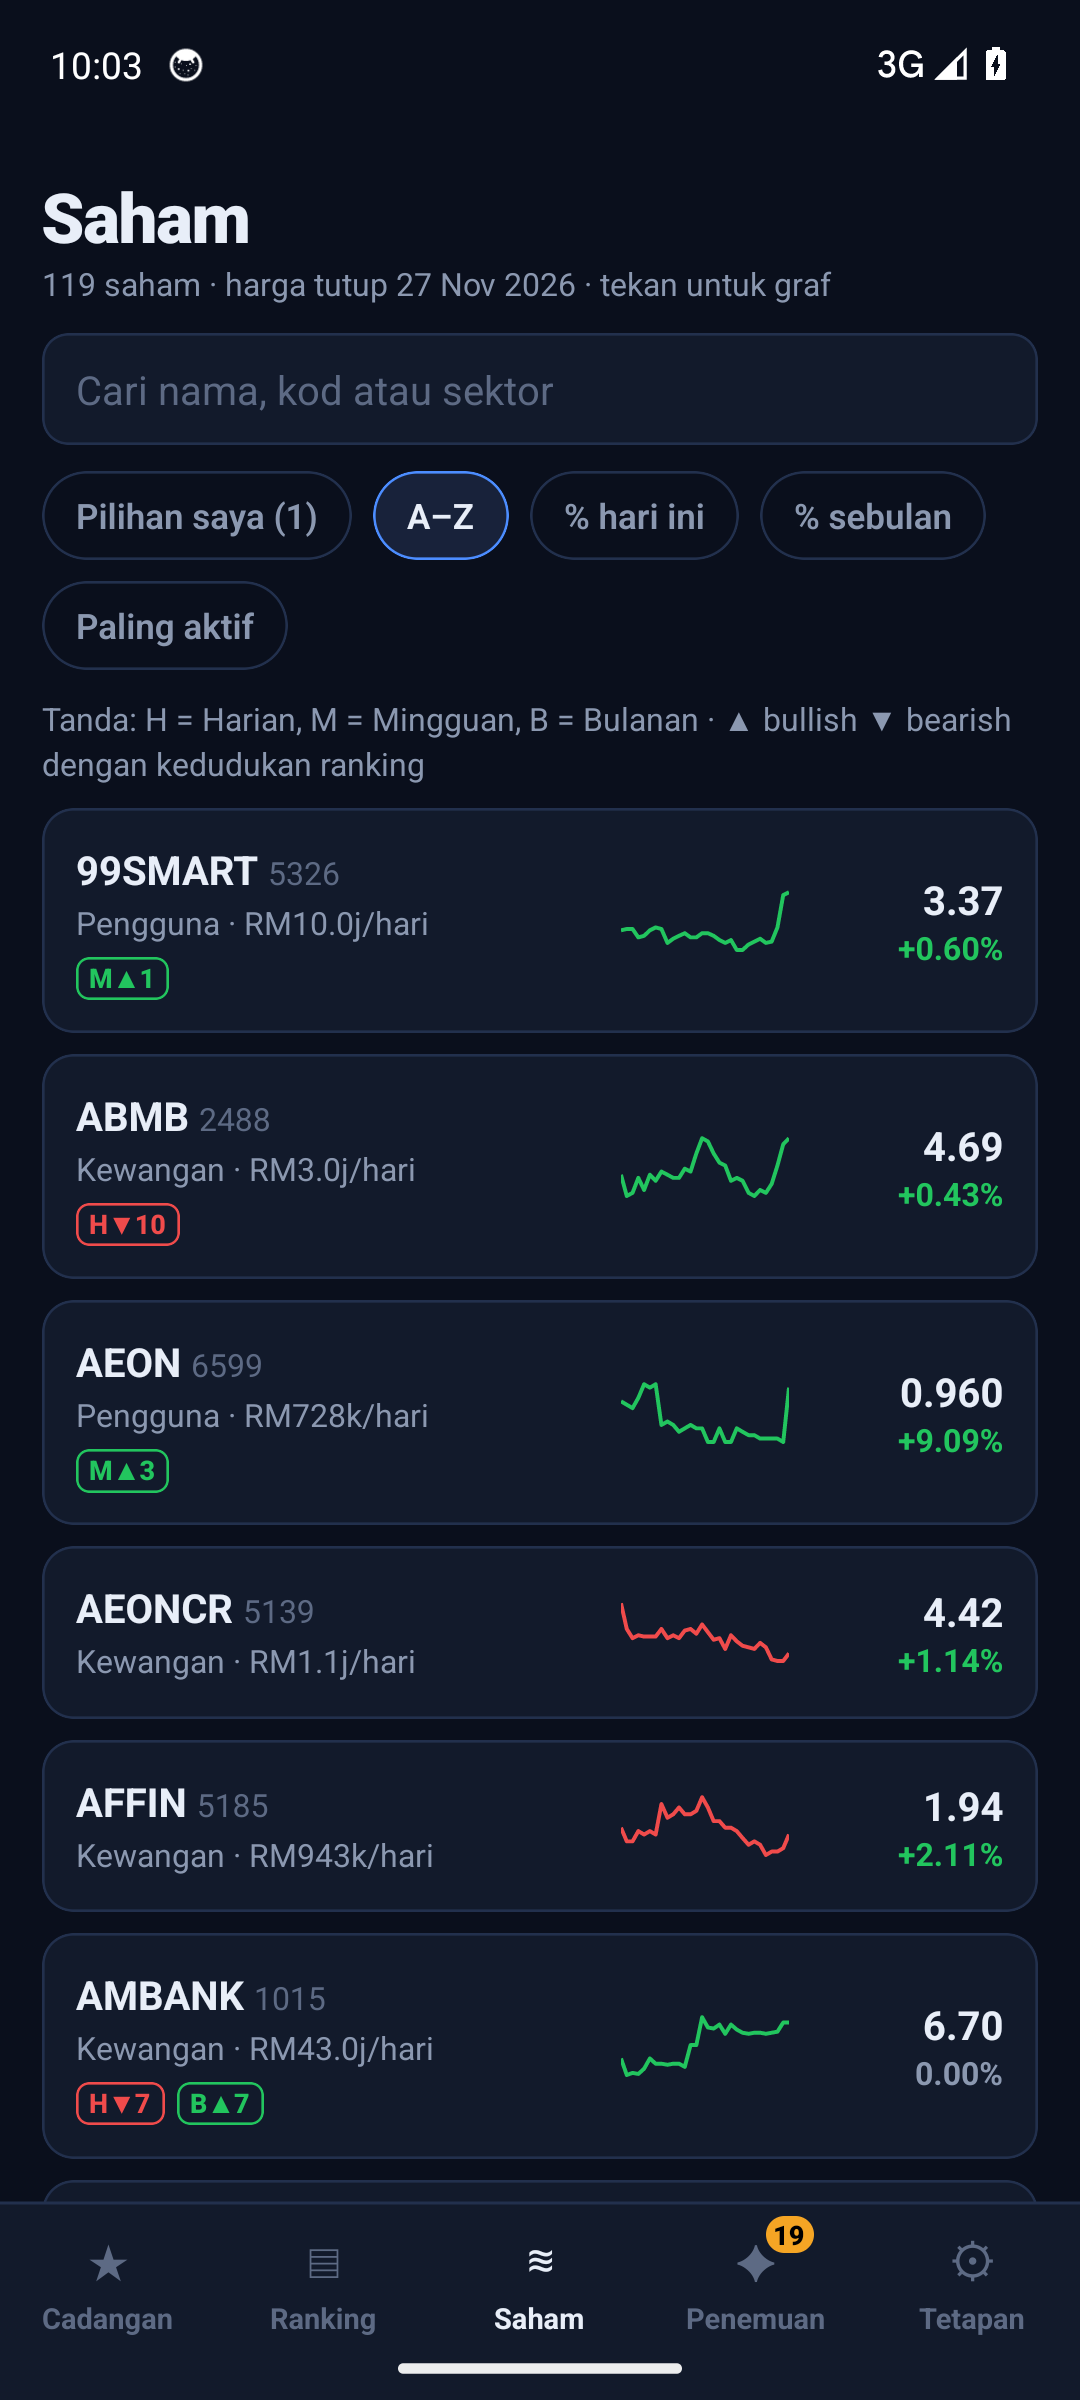 10:03
3G
Saham
119 saham · harga tutup 27 Nov 2026 · tekan untuk graf
Cari nama, kod atau sektor
Pilihan saya (1)
A–Z
% hari ini
% sebulan
Paling aktif
Tanda: H = Harian, M = Mingguan, B = Bulanan · ▲ bullish ▼ bearish
dengan kedudukan ranking
99SMART 5326
Pengguna · RM10.0j/hari
M▲1
3.37
+0.60%
ABMB 2488
Kewangan · RM3.0j/hari
H▼10
4.69
+0.43%
AEON 6599
Pengguna · RM728k/hari
M▲3
0.960
+9.09%
AEONCR 5139
Kewangan · RM1.1j/hari
4.42
+1.14%
AFFIN 5185
Kewangan · RM943k/hari
1.94
+2.11%
AMBANK 1015
Kewangan · RM43.0j/hari
H▼7 B▲7
6.70
0.00%
19
Cadangan
Ranking
Saham
Penemuan
Tetapan